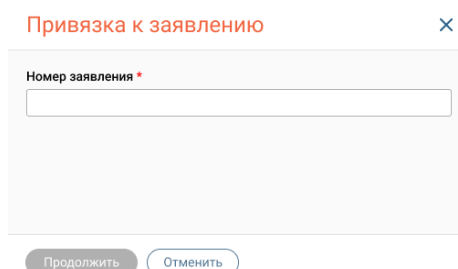 Привязка к заявлению
Номер заявления *
Продолжить Отменить